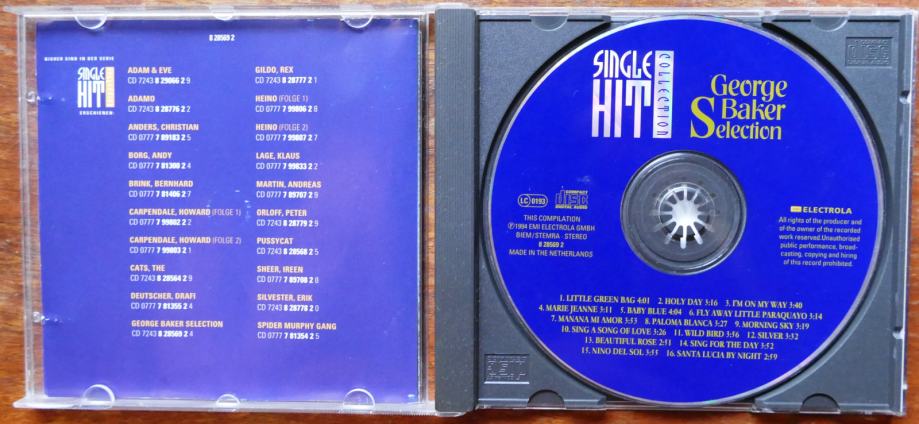 8 28569 2
BISHER SIND IN DER SERIE
SINGLE
HIT
COLLECTION
ERSCHIENEN:
ADAM & EVE
CD 7243 8 29066 2 9
ADAMO
CD 7243 8 28776 2 2
ANDERS, CHRISTIAN
CD 0777 7 89183 2 5
BORG, ANDY
CD 0777 7 81300 2 4
BRINK, BERNHARD
CD 0777 7 81406 2 7
CARPENDALE, HOWARD (FOLGE 1)
CD 0777 7 99802 2 2
CARPENDALE, HOWARD (FOLGE 2)
CD 0777 7 99803 2 1
CATS, THE
CD 7243 8 28564 2 9
DEUTSCHER, DRAFI
CD 0777 7 81355 2 4
GEORGE BAKER SELECTION
CD 7243 8 28569 2 4
GILDO, REX
CD 7243 8 28777 2 1
HEINO (FOLGE 1)
CD 0777 7 99806 2 8
HEINO (FOLGE 2)
CD 0777 7 99807 2 7
LAGE, KLAUS
CD 0777 7 99833 2 2
MARTIN, ANDREAS
CD 0777 7 89707 2 9
ORLOFF, PETER
CD 7243 8 28779 2 9
PUSSYCAT
CD 7243 8 28568 2 5
SHEER, IREEN
CD 0777 7 89708 2 8
SILVESTER, ERIK
CD 7243 8 28778 2 0
SPIDER MURPHY GANG
CD 0777 7 81354 2 5
SINGLE
HIT
COLLECTION
George
Baker
Selection
LC 0193
COMPACT
disc
DIGITAL AUDIO
THIS COMPILATION
℗1994 EMI ELECTROLA GMBH
BIEM/STEMRA STEREO
8 28569 2
MADE IN THE NETHERLANDS
EMI ELECTROLA
All rights of the producer and
of-the owner of the recorded
work reserved.Unauthorised
public performance, broad-
casting, copying and hiring
of this record prohibited.
1. LITTLE GREEN BAG 4:01 2. HOLY DAY 3:16 3. I'M ON MY WAY 3:40
4. MARIE JEANNE 3:11 5. BABY BLUE 4:04 6. FLY AWAY LITTLE PARAQUAYO 3:14
7. MANANA MI AMOR 3:53 8. PALOMA BLANCA 3:27 9. MORNING SKY 3:19
10. SING A SONG OF LOVE 3:26 11. WILD BIRD 3:56 12. SILVER 3:32
13. BEAUTIFUL ROSE 2:51 14. SING FOR THE DAY 3:52
15. NINO DEL SOL 3:55 16. SANTA LUCIA BY NIGHT 2:59